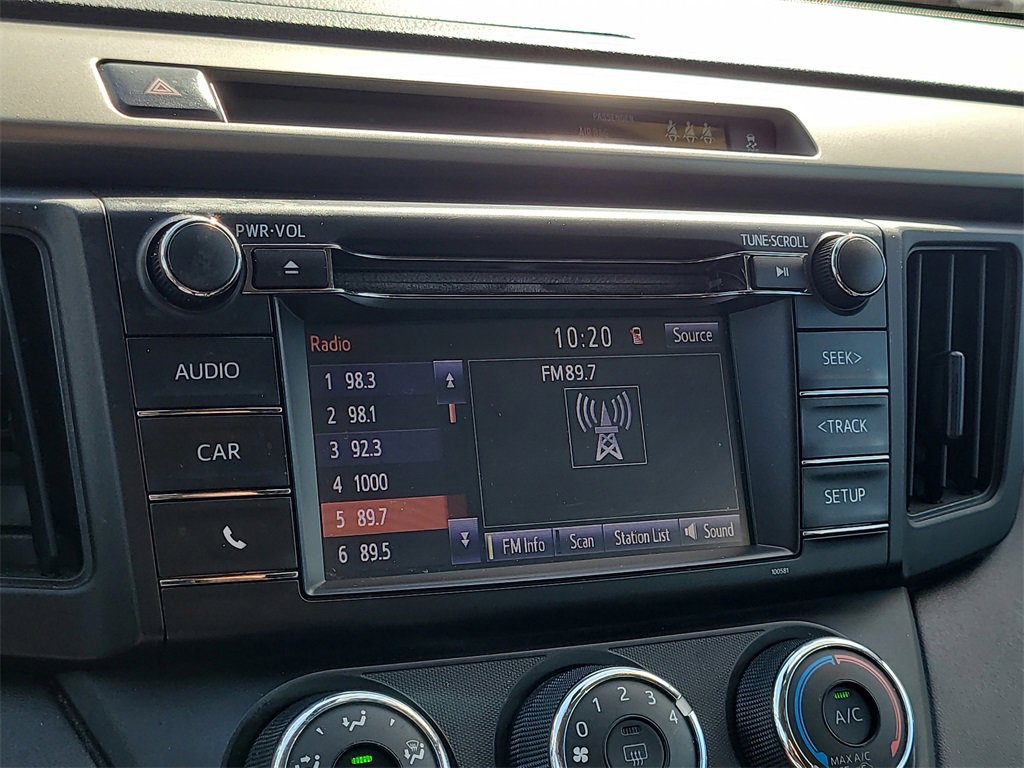 PASSENGER
AIRBAG
PWR·VOL
TUNE·SCROLL
Radio
10:20
Source
1 98.3
2 98.1
3 92.3
4 1000
5 89.7
6 89.5
FM89.7
FM Info
Scan
Station List
Sound
AUDIO
CAR
SEEK>
<TRACK
SETUP
100581
0 1 2 3 4
A/C
MAX A/C